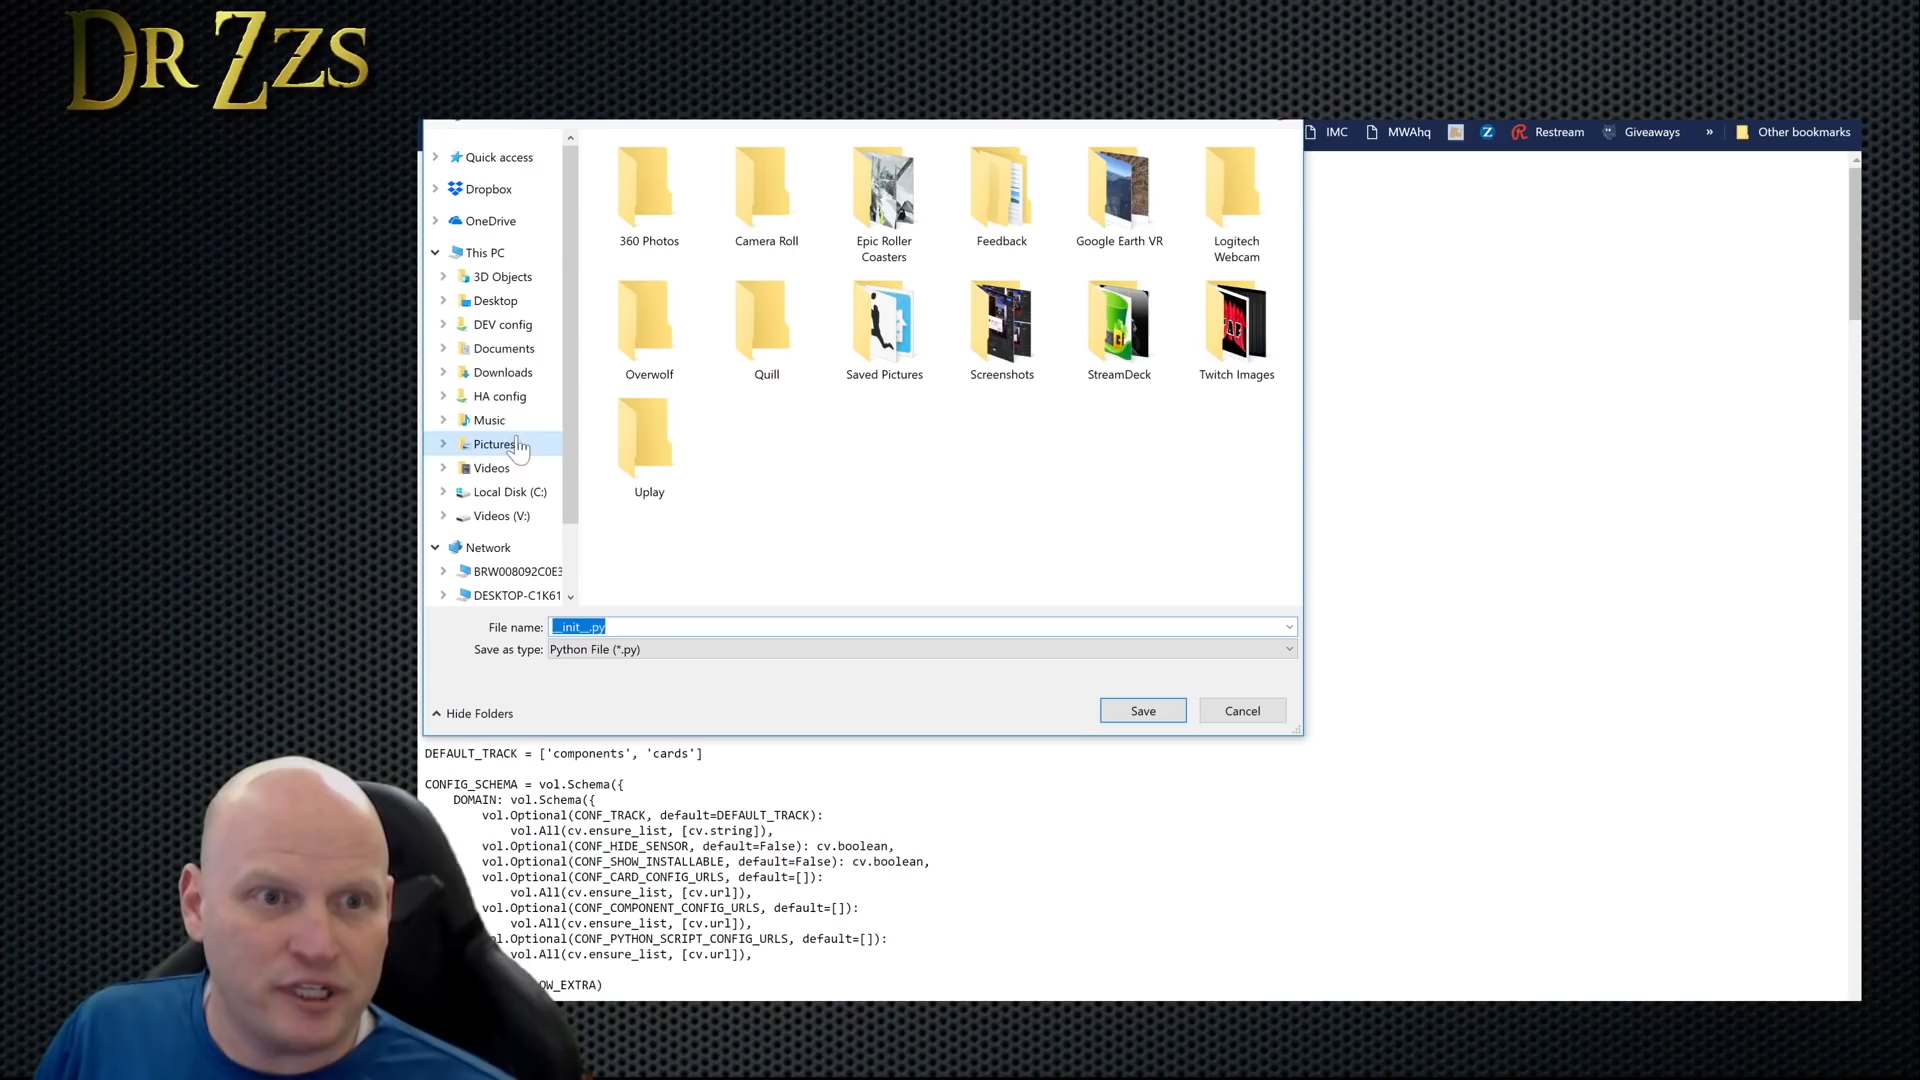 DR ZZS
IMC
MWAhq
Z
Restream
Giveaways
»
Other bookmarks
Quick access
Dropbox
OneDrive
This PC
3D Objects
Desktop
DEV config
Documents
Downloads
HA config
Music
Pictures
Videos
Local Disk (C:)
Videos (V:)
Network
BRW008092C0E3
DESKTOP-C1K61
360 Photos
Camera Roll
Epic Roller
Coasters
Feedback
Google Earth VR
Logitech
Webcam
Overwolf
Quill
Saved Pictures
Screenshots
StreamDeck
Twitch Images
Uplay
File name: __init__.py
Save as type: Python File (*.py)
Hide Folders
Save
Cancel
DEFAULT_TRACK = ['components', 'cards']
CONFIG_SCHEMA = vol.Schema({
DOMAIN: vol.Schema({
vol.Optional(CONF_TRACK, default=DEFAULT_TRACK):
vol.All(cv.ensure_list, [cv.string]),
vol.Optional(CONF_HIDE_SENSOR, default=False): cv.boolean,
vol.Optional(CONF_SHOW_INSTALLABLE, default=False): cv.boolean,
vol.Optional(CONF_CARD_CONFIG_URLS, default=[]):
vol.All(cv.ensure_list, [cv.url]),
vol.Optional(CONF_COMPONENT_CONFIG_URLS, default=[]):
vol.All(cv.ensure_list, [cv.url]),
ol.Optional(CONF_PYTHON_SCRIPT_CONFIG_URLS, default=[]):
vol.All(cv.ensure_list, [cv.url]),
OW_EXTRA)